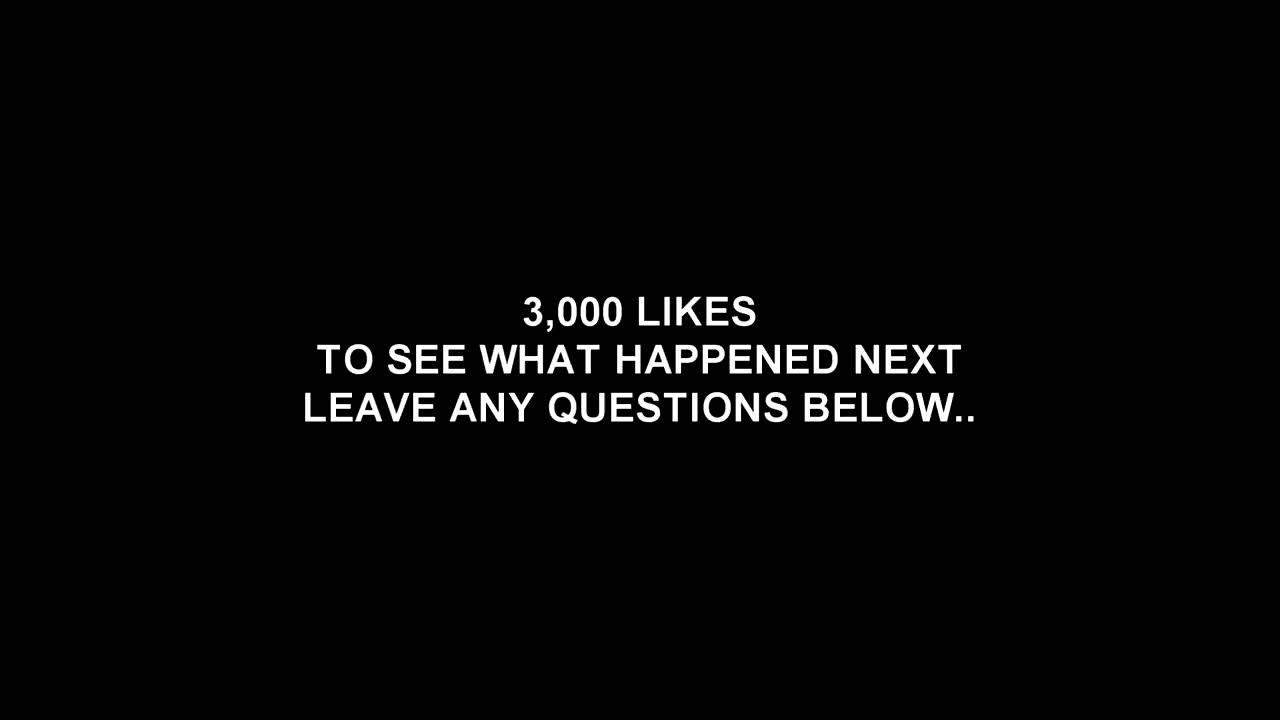 3,000 LIKES
TO SEE WHAT HAPPENED NEXT
LEAVE ANY QUESTIONS BELOW..